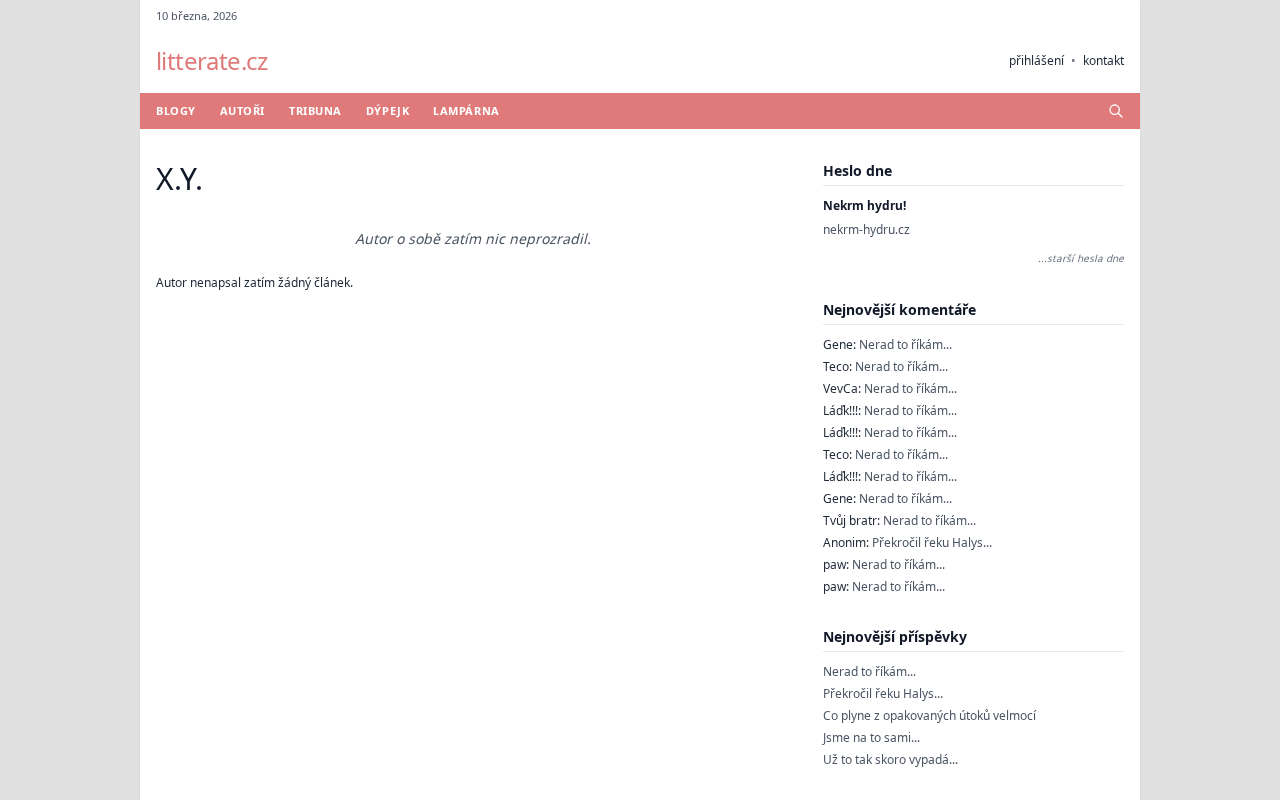 10 března, 2026
litterate.cz
přihlášení • kontakt
BLOGY AUTOŘI TRIBUNA DÝPEJK LAMPÁRNA
X.Y.
Autor o sobě zatím nic neprozradil.
Autor nenapsal zatím žádný článek.
Heslo dne
Nekrm hydru!
nekrm-hydru.cz
...starší hesla dne
Nejnovější komentáře
Gene: Nerad to říkám...
Teco: Nerad to říkám...
VevCa: Nerad to říkám...
Láďk!!!: Nerad to říkám...
Láďk!!!: Nerad to říkám...
Teco: Nerad to říkám...
Láďk!!!: Nerad to říkám...
Gene: Nerad to říkám...
Tvůj bratr: Nerad to říkám...
Anonim: Překročil řeku Halys...
paw: Nerad to říkám...
paw: Nerad to říkám...
Nejnovější příspěvky
Nerad to říkám...
Překročil řeku Halys...
Co plyne z opakovaných útoků velmocí
Jsme na to sami...
Už to tak skoro vypadá...